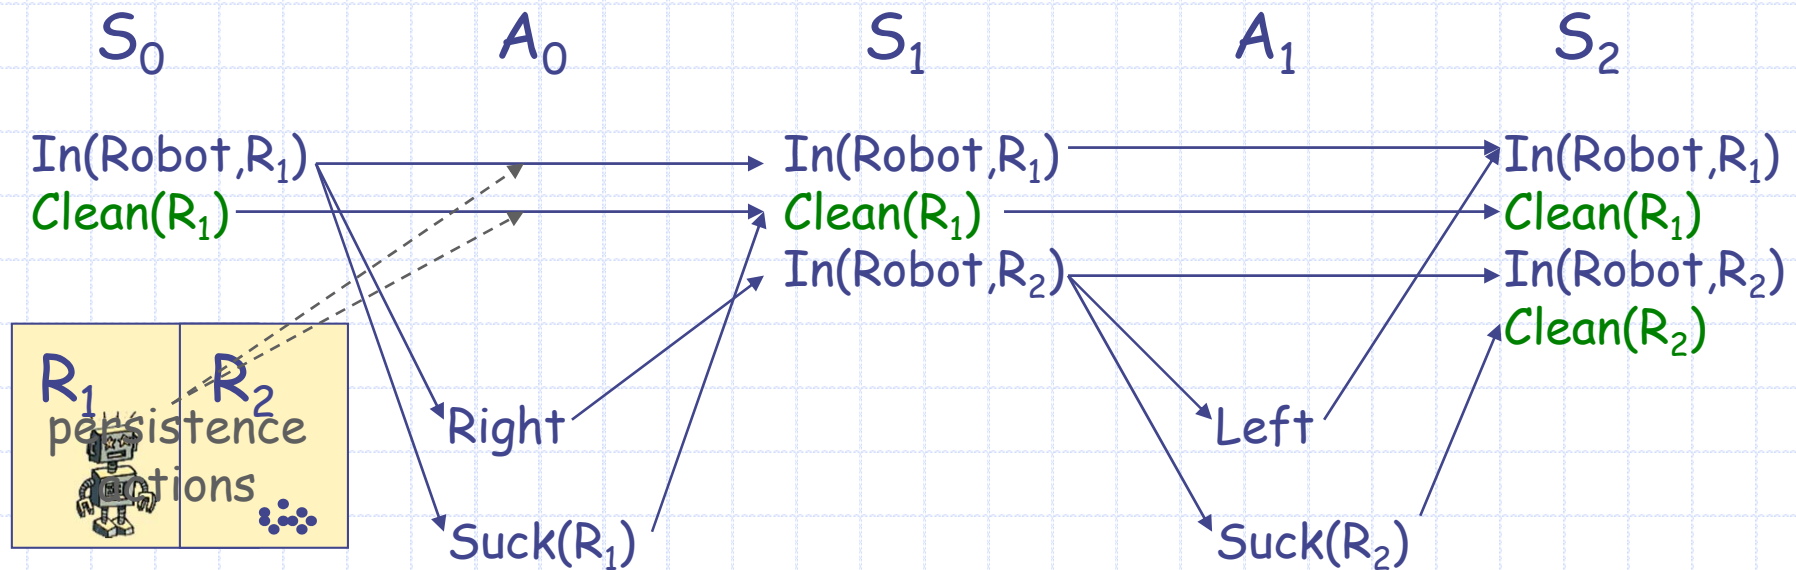 S0 A0 S1 A1 S2
In(Robot,R1) In(Robot,R1) In(Robot,R1)
Clean(R1) Clean(R1) Clean(R1)
In(Robot,R2) In(Robot,R2)
Clean(R2)
R1 R2
persistence
actions
Right Left
Suck(R1) Suck(R2)